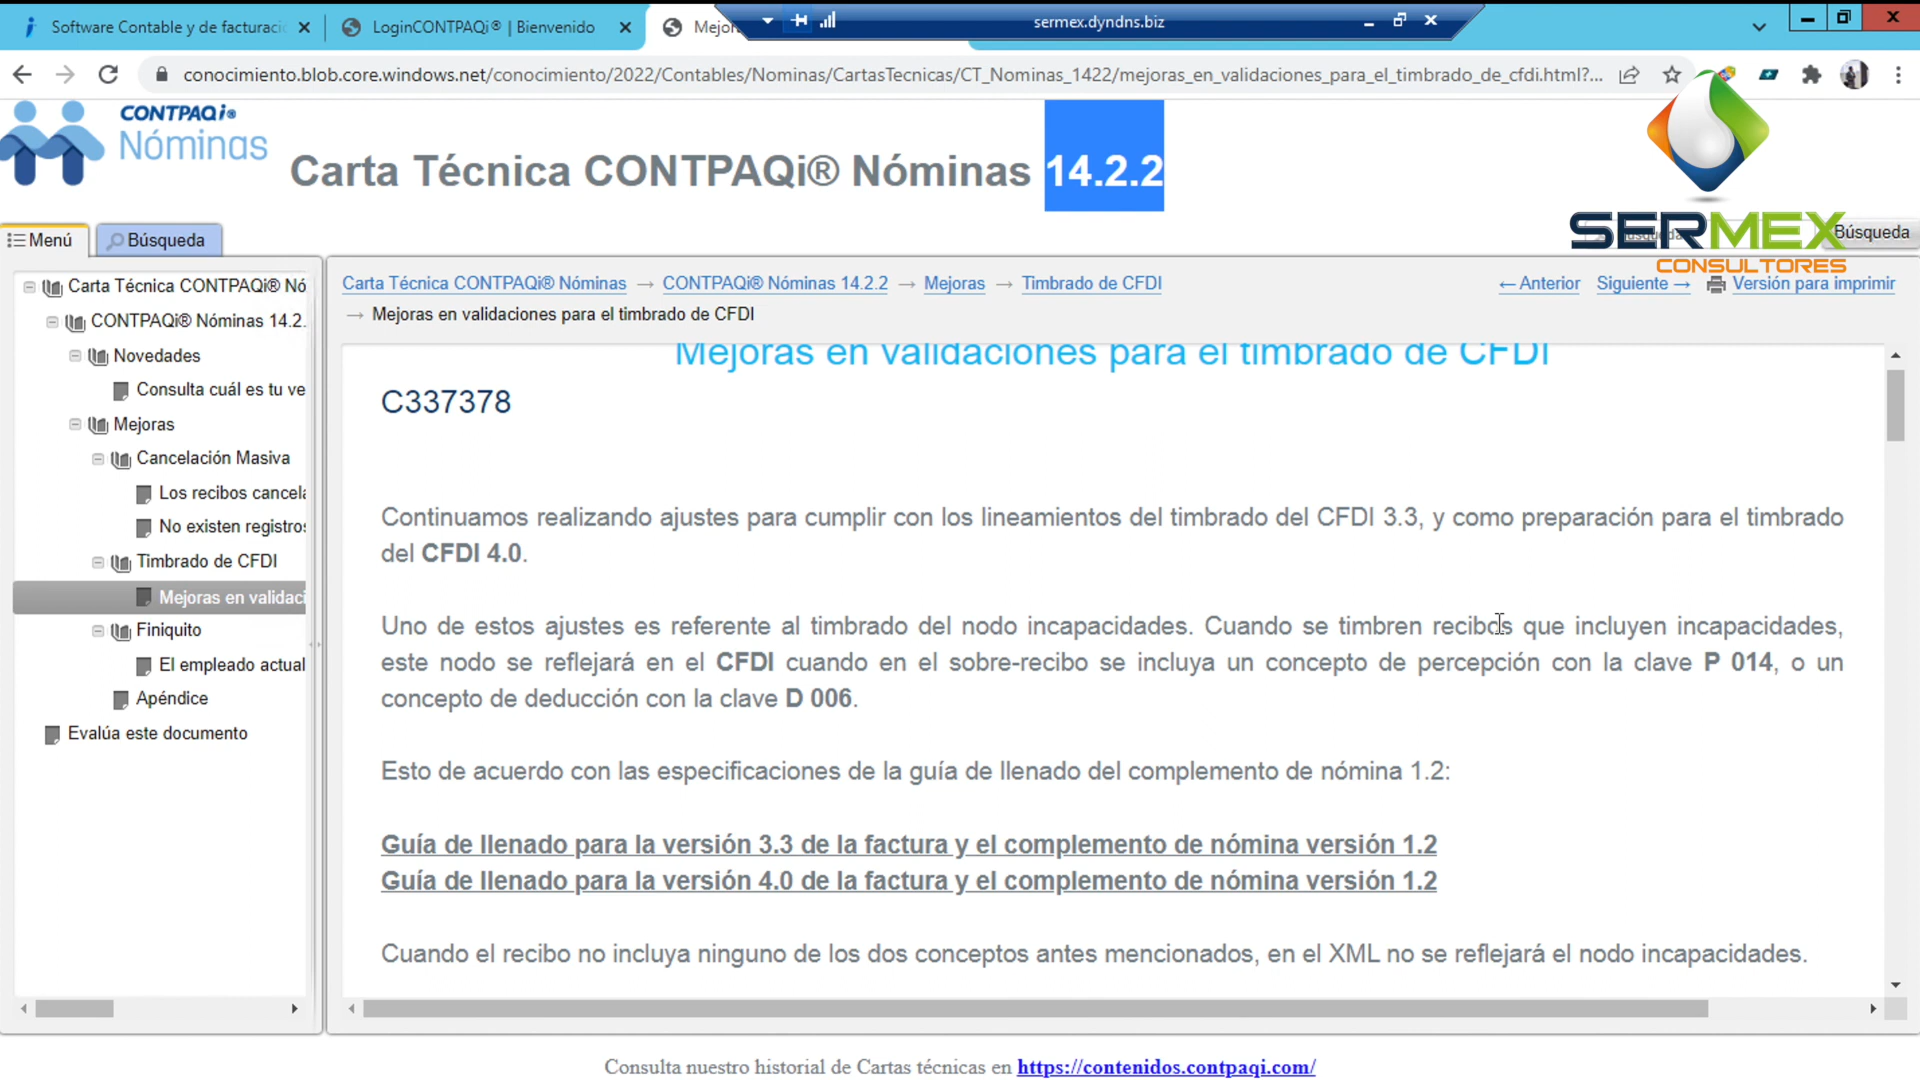 Software Contable y de facturaci
LoginCONTPAQi® | Bienvenido
Mejor
sermex.dyndns.biz
conocimiento.blob.core.windows.net/conocimiento/2022/Contables/Nominas/CartasTecnicas/CT_Nominas_1422/mejoras_en_validaciones_para_el_timbrado_de_cfdi.html?...
CONTPAQi®
Nóminas
Carta Técnica CONTPAQi® Nóminas 14.2.2
SERMEX
CONSULTORES
Menú
Búsqueda
Búsqueda
Carta Técnica CONTPAQi® Nó
CONTPAQi® Nóminas 14.2.
Novedades
Consulta cuál es tu ve
Mejoras
Cancelación Masiva
Los recibos cancela
No existen registros
Timbrado de CFDI
Mejoras en validaci
Finiquito
El empleado actual
Apéndice
Evalúa este documento
Carta Técnica CONTPAQi® Nóminas → CONTPAQi® Nóminas 14.2.2 → Mejoras → Timbrado de CFDI
→ Mejoras en validaciones para el timbrado de CFDI
←Anterior Siguiente→ Versión para imprimir
Mejoras en validaciones para el timbrado de CFDI
C337378
Continuamos realizando ajustes para cumplir con los lineamientos del timbrado del CFDI 3.3, y como preparación para el timbrado
del CFDI 4.0.
Uno de estos ajustes es referente al timbrado del nodo incapacidades. Cuando se timbren recibos que incluyen incapacidades,
este nodo se reflejará en el CFDI cuando en el sobre-recibo se incluya un concepto de percepción con la clave P 014, o un
concepto de deducción con la clave D 006.
Esto de acuerdo con las especificaciones de la guía de llenado del complemento de nómina 1.2:
Guía de llenado para la versión 3.3 de la factura y el complemento de nómina versión 1.2
Guía de llenado para la versión 4.0 de la factura y el complemento de nómina versión 1.2
Cuando el recibo no incluya ninguno de los dos conceptos antes mencionados, en el XML no se reflejará el nodo incapacidades.
Consulta nuestro historial de Cartas técnicas en https://contenidos.contpaqi.com/